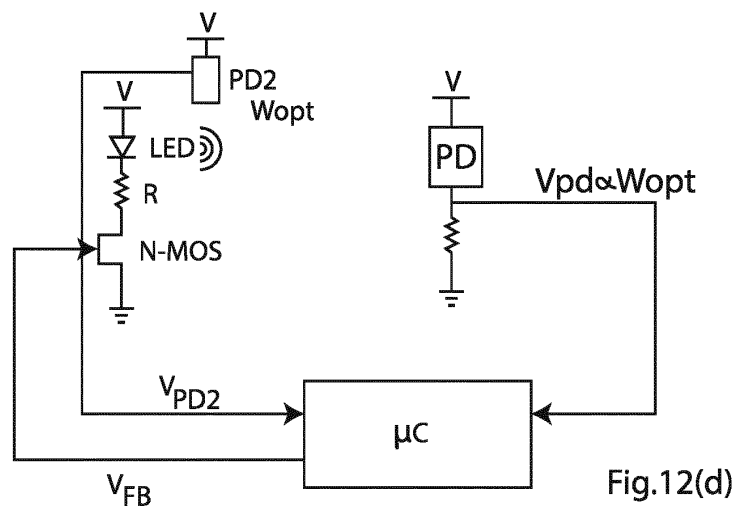 V
PD2
Wopt
V
LED
R
N-MOS
V
PD
Vpd∝Wopt
VPD2
μC
VFB
Fig.12(d)